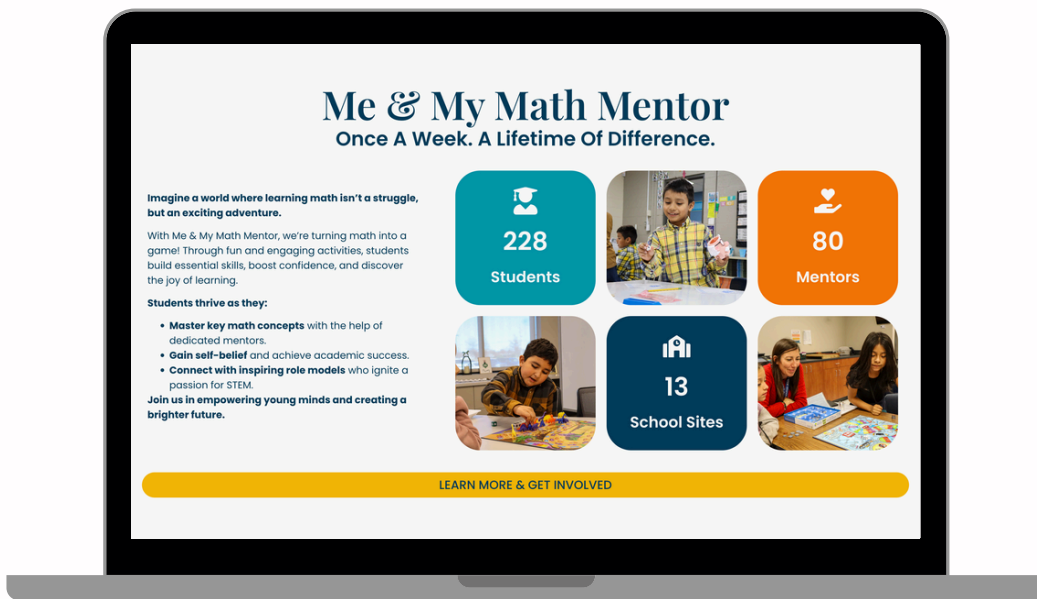 Me & My Math Mentor
Once A Week. A Lifetime Of Difference.
Imagine a world where learning math isn’t a struggle,
but an exciting adventure.
With Me & My Math Mentor, we’re turning math into a
game! Through fun and engaging activities, students
build essential skills, boost confidence, and discover
the joy of learning.
Students thrive as they:
• Master key math concepts with the help of
dedicated mentors.
• Gain self-belief and achieve academic success.
• Connect with inspiring role models who ignite a
passion for STEM.
Join us in empowering young minds and creating a
brighter future.
228
Students
80
Mentors
13
School Sites
LEARN MORE & GET INVOLVED